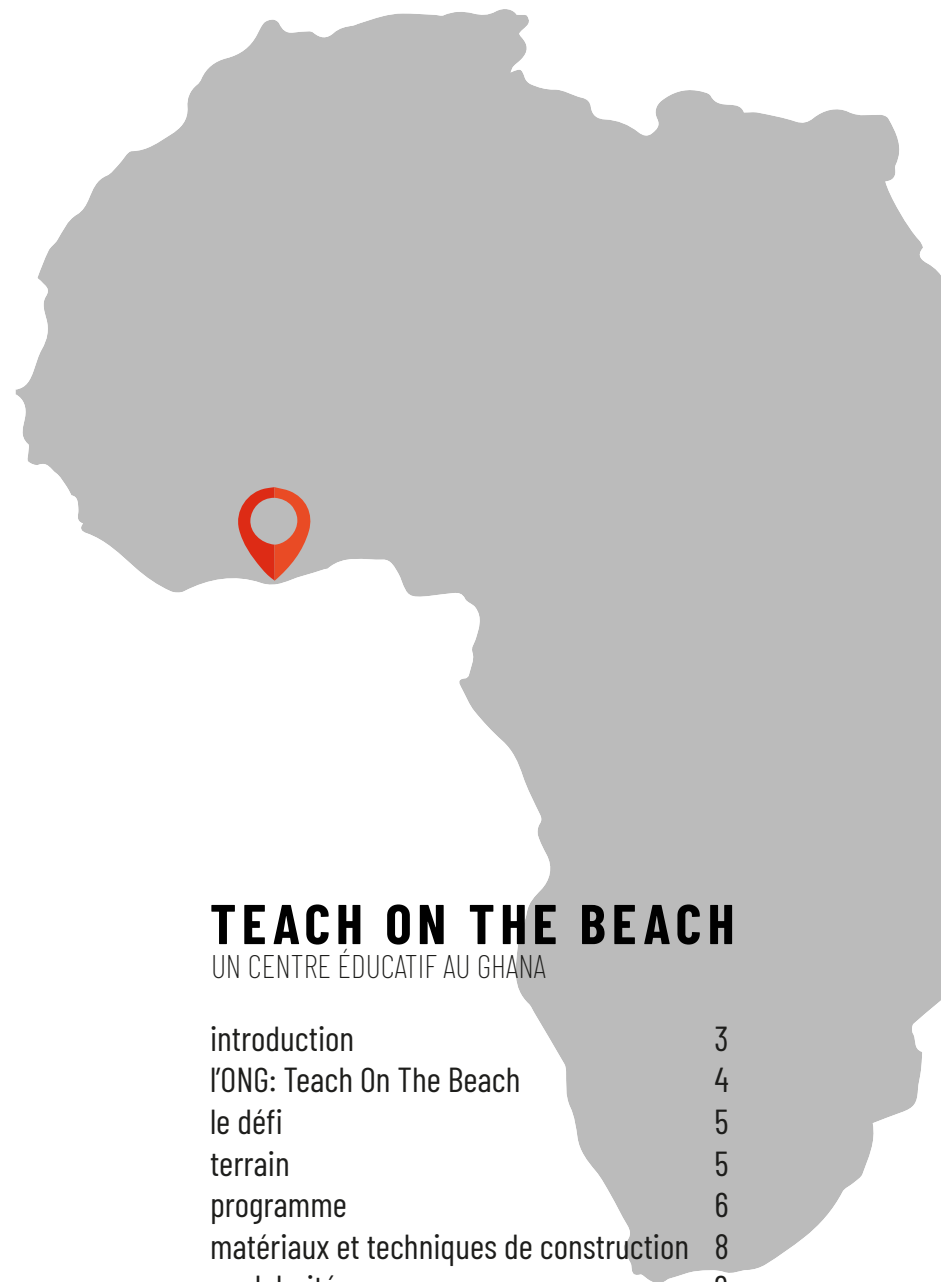 TEACH ON THE BEACH
UN CENTRE ÉDUCATIF AU GHANA
introduction 3
l'ONG: Teach On The Beach 4
le défi 5
terrain 5
programme 6
matériaux et techniques de construction 8